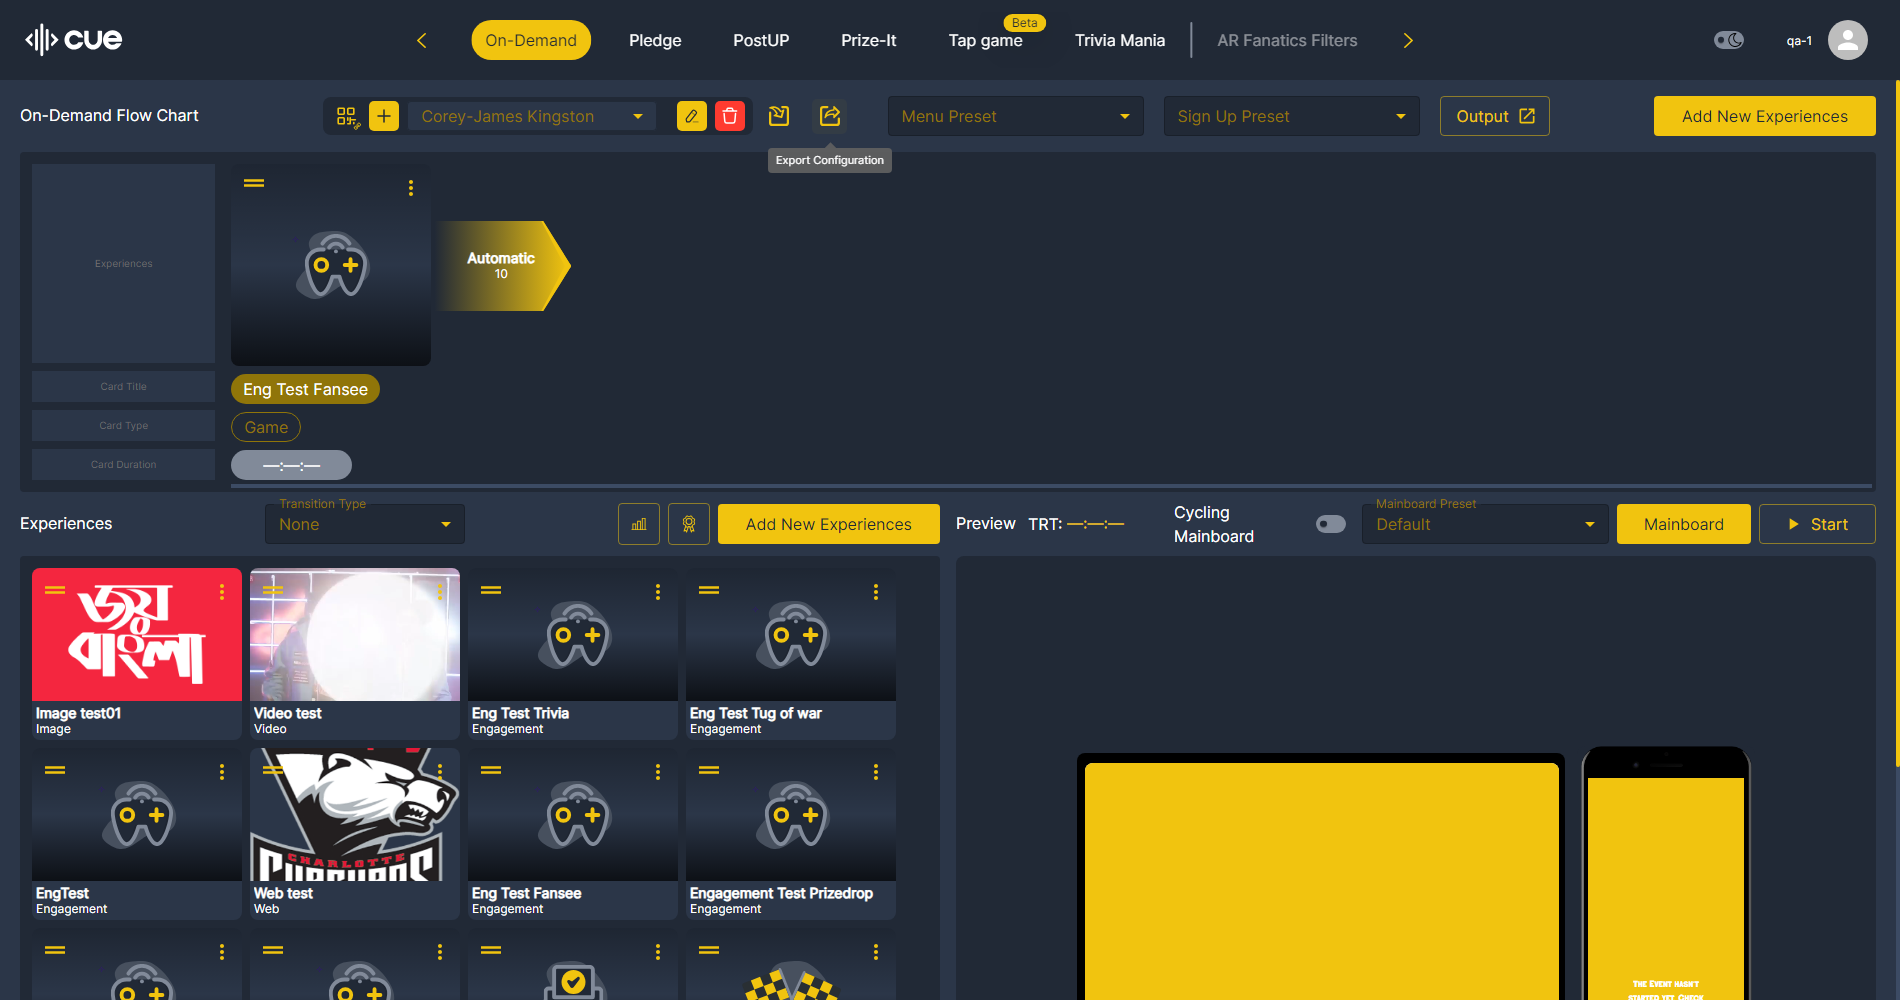 cue
On-Demand
Pledge
PostUP
Prize-It
Tap game
Beta
Trivia Mania
AR Fanatics Filters
qa-1
On-Demand Flow Chart
Corey-James Kingston
Menu Preset
Sign Up Preset
Output
Add New Experiences
Export Configuration
Experiences
Automatic
10
Card Title
Eng Test Fansee
Card Type
Game
Card Duration
—:—:—
Experiences
Transition Type
None
Add New Experiences
Preview
TRT: —:—:—
Cycling
Mainboard
Mainboard Preset
Default
Mainboard
Start
জয়
বাংলা
Image test01
Image
Video test
Video
Eng Test Trivia
Engagement
Eng Test Tug of war
Engagement
CHARLOTTE
EngTest
Engagement
Web test
Web
Eng Test Fansee
Engagement
Engagement Test Prizedrop
Engagement
The Event hasn't
started yet. Check